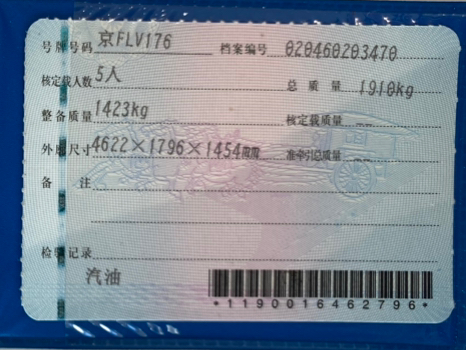 号牌号码 京FLV176 档案编号 020460203470
核定载人数 5人 总质量 1910kg
整备质量 1423kg 核定载质量 --
外廓尺寸 4622×1796×1454mm 准牵引总质量 --
备注
检验记录
汽油
*1190016462796*